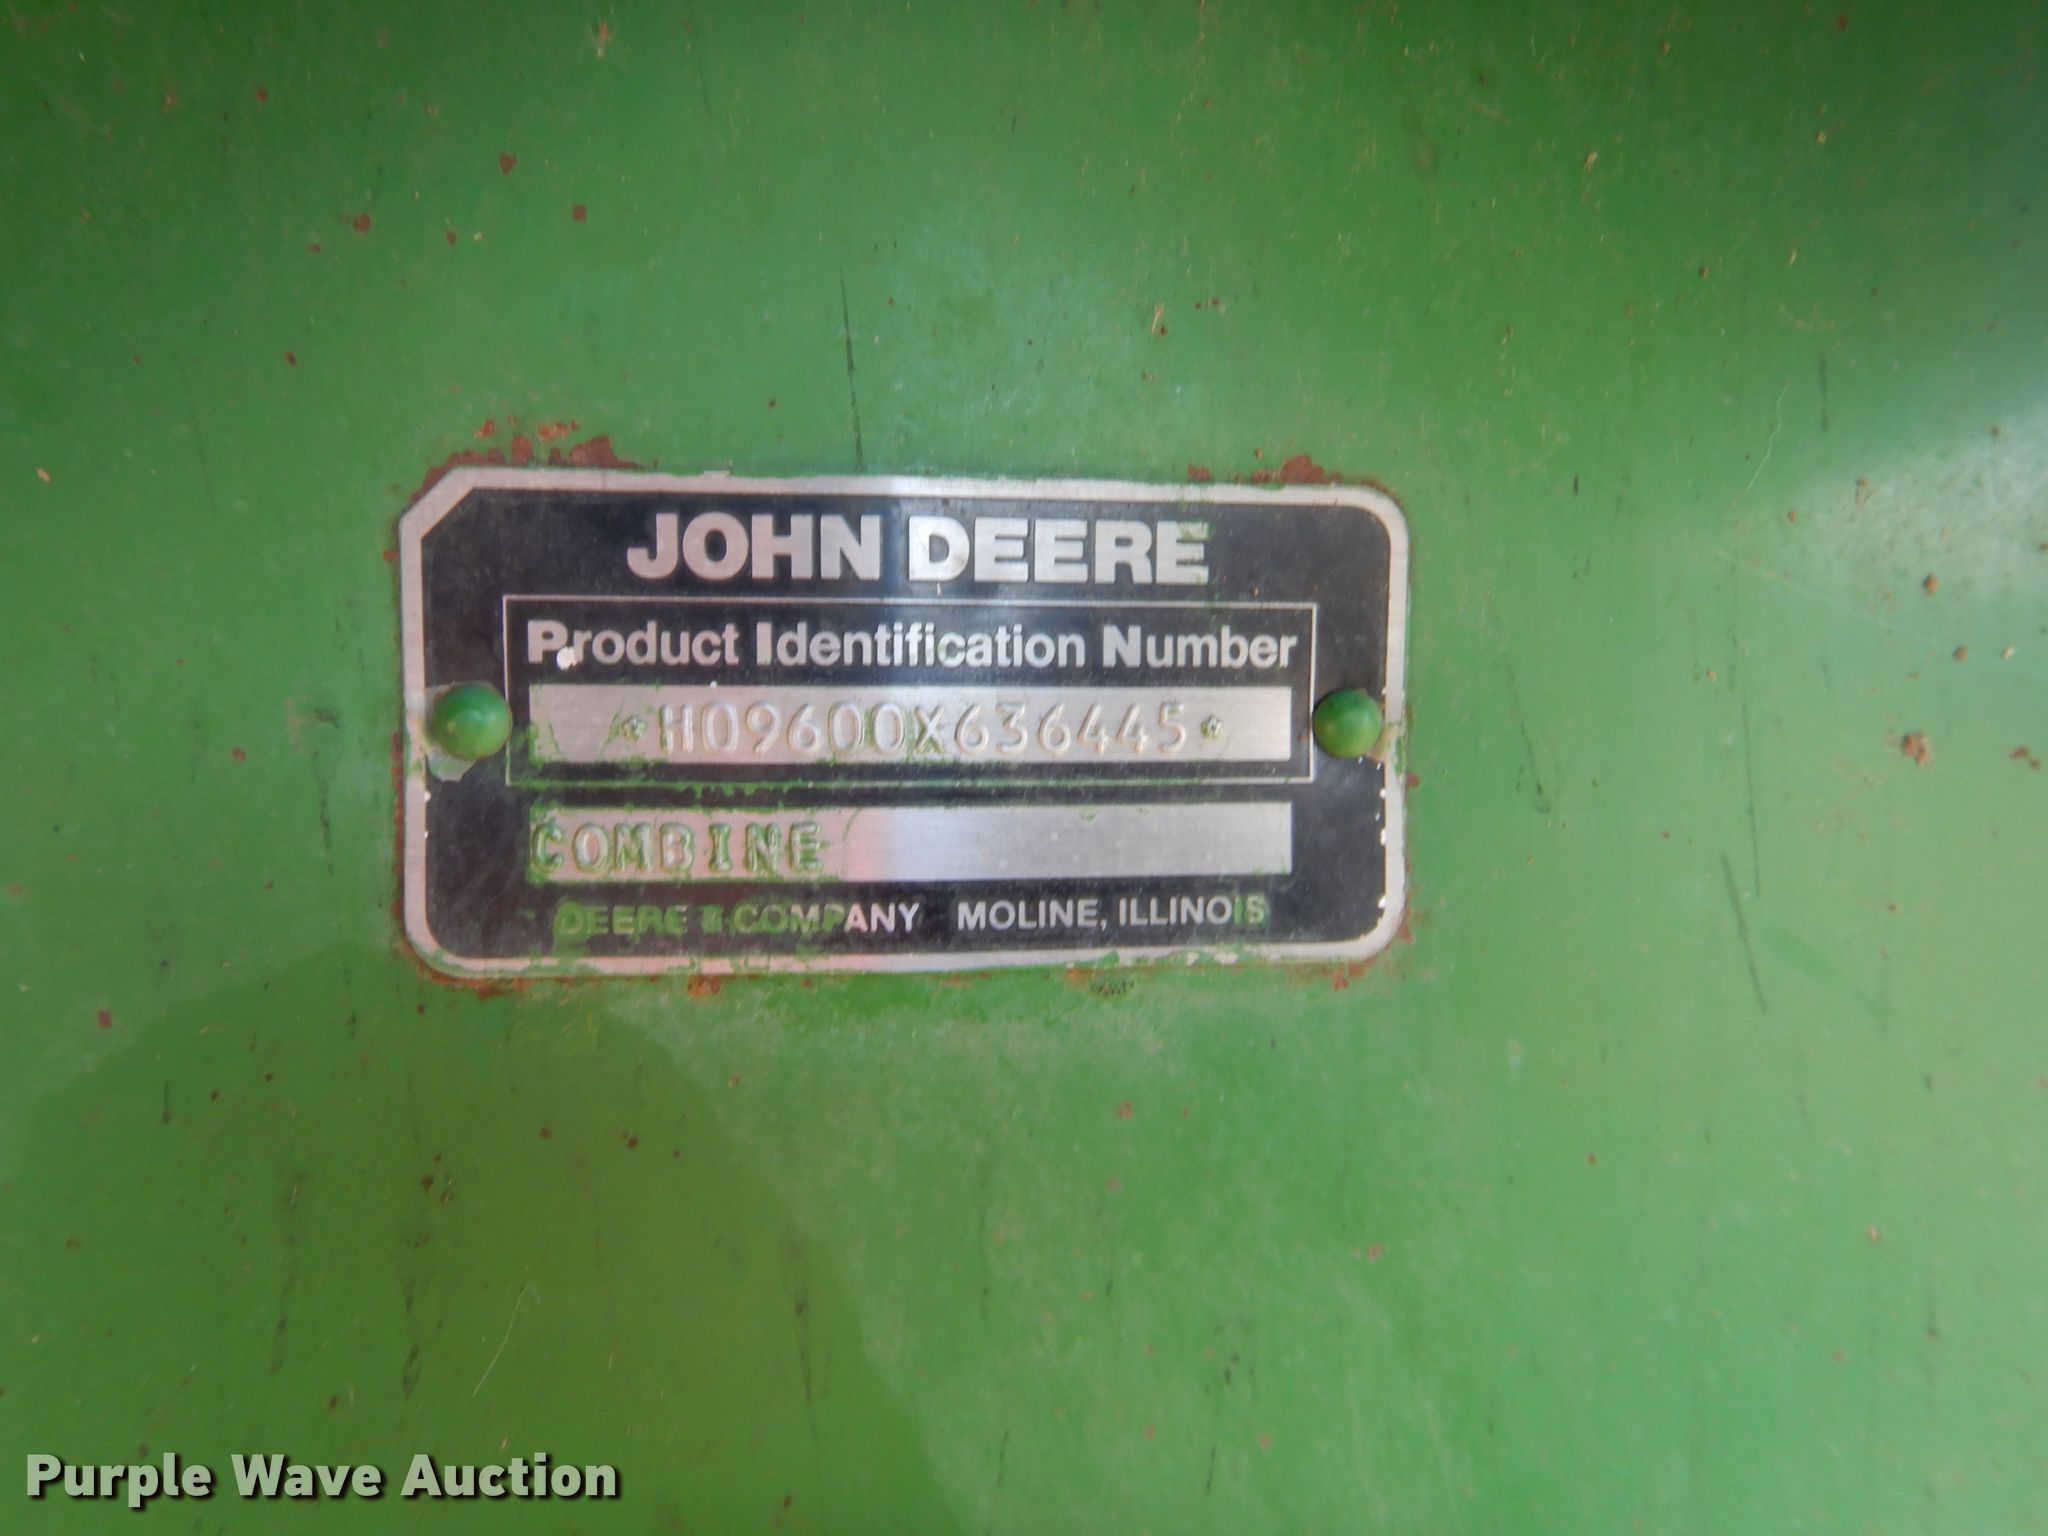 JOHN DEERE
Product Identification Number
*H09600X636445*
COMBINE
DEERE & COMPANY MOLINE, ILLINOIS
Purple Wave Auction